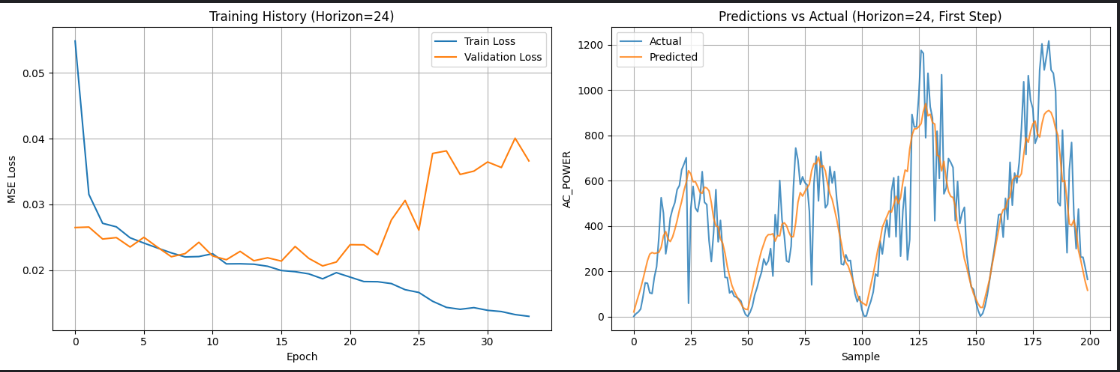 Training History (Horizon=24)
Train Loss
Validation Loss
0.05
0.04
0.03
0.02
MSE Loss
0
5
10
15
20
25
30
Epoch
Predictions vs Actual (Horizon=24, First Step)
Actual
Predicted
1200
1000
800
600
400
200
0
AC_POWER
0
25
50
75
100
125
150
175
200
Sample